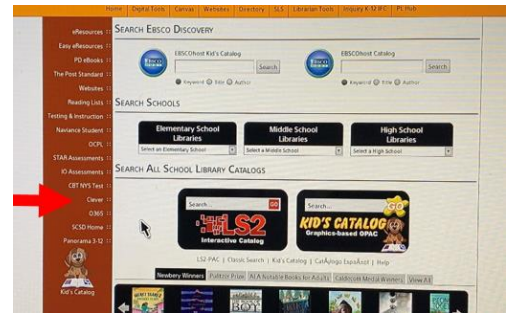 Home Digital Tools Canvas Websites Directory SLS Librarian Tools Inquiry K-12 IFC PL Hub
eResources
Easy eResources
PD eBooks
The Post Standard
Websites
Reading Lists
Testing & Instruction
Naviance Student
OCPL
STAR Assessments
IO Assessments
CBT NYS Test
Clever
O365
SCSD Home
Panorama 3-12
Kid's Catalog
SEARCH EBSCO DISCOVERY
EBSCOhost Kid's Catalog
Search
Keyword Title Author
EBSCOhost Catalog
Search
Keyword Title Author
SEARCH SCHOOLS
Elementary School
Libraries
Select an Elementary School
Middle School
Libraries
Select a Middle School
High School
Libraries
Select a High School
SEARCH ALL SCHOOL LIBRARY CATALOGS
Search...
GO
LS2
Interactive Catalog
Search...
GO
KID'S CATALOG
Graphics-based OPAC
LS2-PAC | Classic Search | Kid's Catalog | CatÃ¡logo EspaÃ±ol | Help
Newbery Winners Pulitzer Prize ALA Notable Books for Adults Caldecott Medal Winners View All
BOY